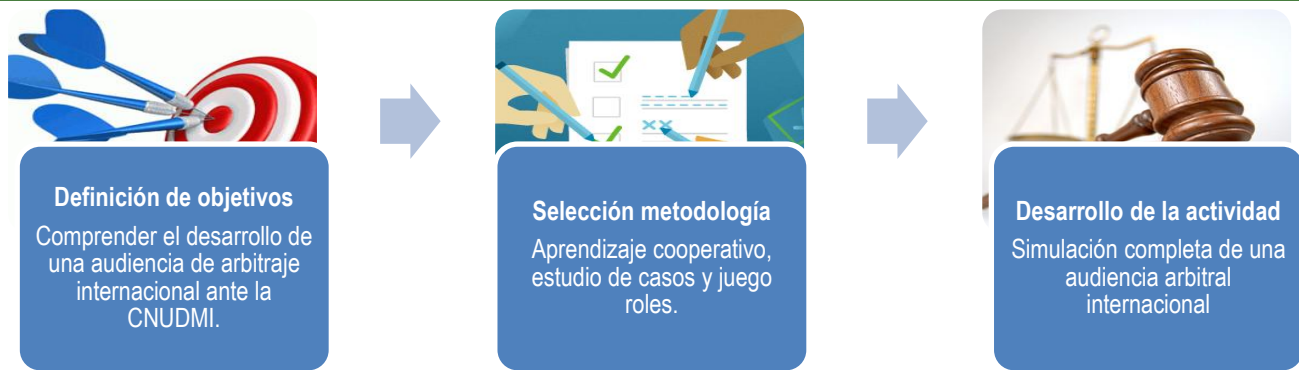 Definición de objetivos
Comprender el desarrollo de
una audiencia de arbitraje
internacional ante la
CNUDMI.
Selección metodología
Aprendizaje cooperativo,
estudio de casos y juego
roles.
Desarrollo de la actividad
Simulación completa de una
audiencia arbitral
internacional